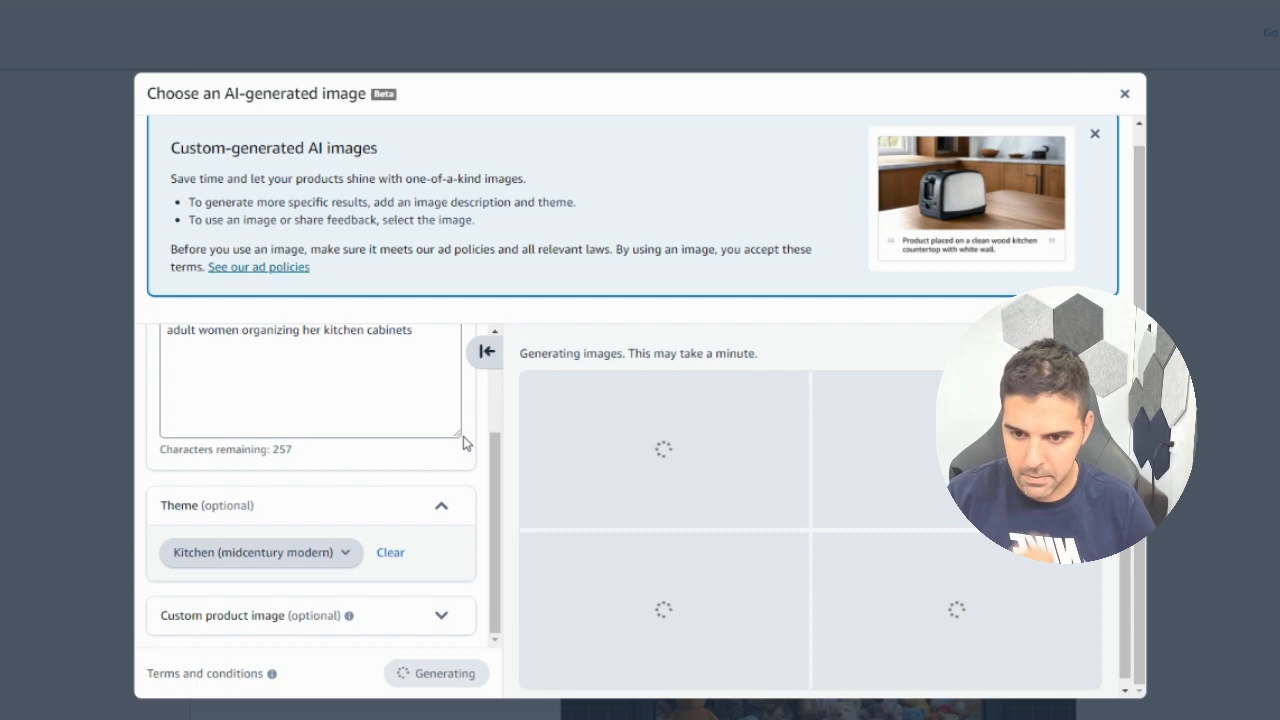 Go
Choose an AI-generated image Beta
Custom-generated AI images
Save time and let your products shine with one-of-a-kind images.
• To generate more specific results, add an image description and theme.
• To use an image or share feedback, select the image.
Before you use an image, make sure it meets our ad policies and all relevant laws. By using an image, you accept these
terms. See our ad policies
Product placed on a clean wood kitchen
countertop with white wall.
adult women organizing her kitchen cabinets
Characters remaining: 257
Theme (optional)
Kitchen (midcentury modern)
Clear
Custom product image (optional)
Terms and conditions
Generating
Generating images. This may take a minute.